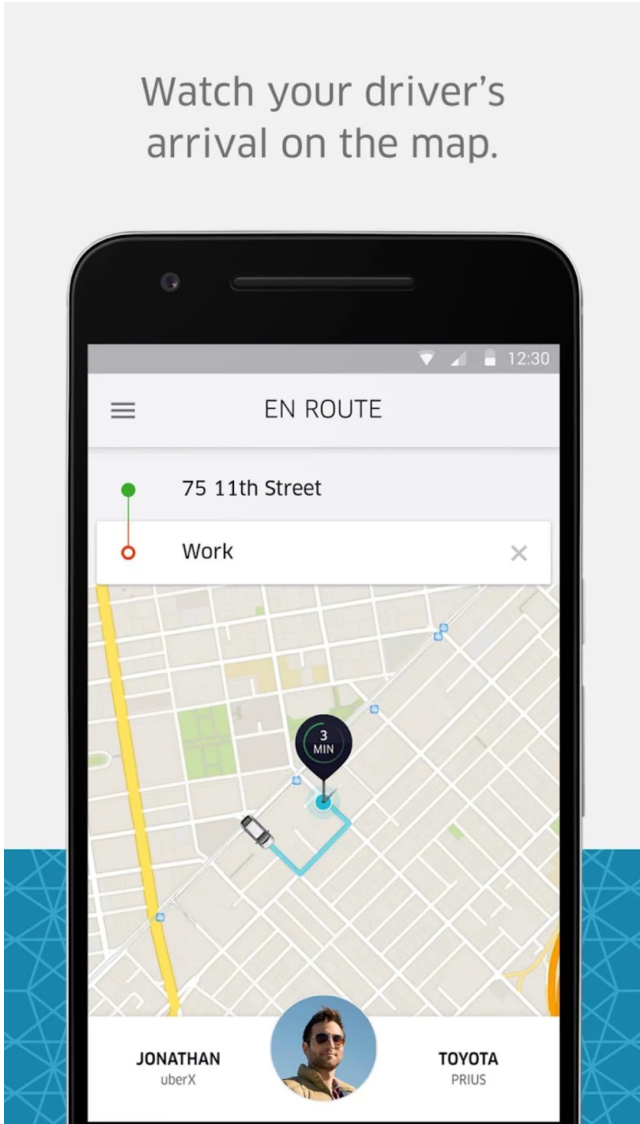 Watch your driver's
arrival on the map.
12:30
EN ROUTE
75 11th Street
Work
3
MIN
JONATHAN
uberX
TOYOTA
PRIUS